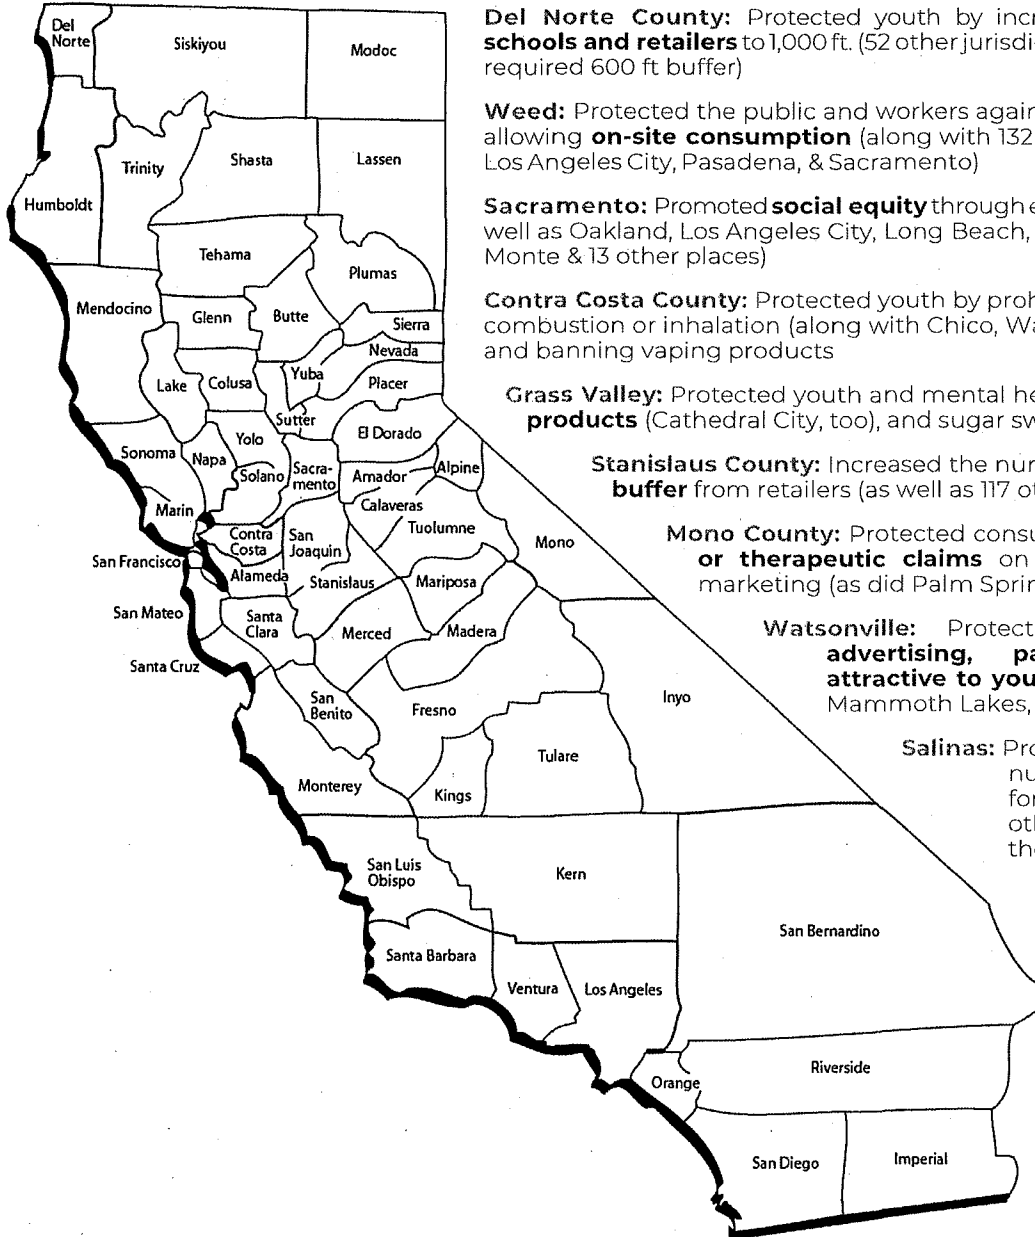 Del Norte County: Protected youth by incr
schools and retailers to 1,000 ft. (52 other jurisdi
required 600 ft buffer)
Weed: Protected the public and workers again
allowing on-site consumption (along with 132
Los Angeles City, Pasadena, & Sacramento)
Sacramento: Promoted social equity through e
well as Oakland, Los Angeles City, Long Beach,
Monte & 13 other places)
Contra Costa County: Protected youth by proh
combustion or inhalation (along with Chico, Wa
and banning vaping products
Grass Valley: Protected youth and mental he
products (Cathedral City, too), and sugar sw
Stanislaus County: Increased the nur
buffer from retailers (as well as 117 ot
Mono County: Protected consu
or therapeutic claims on
marketing (as did Palm Sprin
Watsonville: Protect
advertising, pa
attractive to you
Mammoth Lakes,
Salinas: Pro
nu
for
oth
the
Del
Norte
Siskiyou
Modoc
Trinity
Shasta
Lassen
Humboldt
Tehama
Plumas
Mendocino
Glenn
Butte
Sierra
Nevada
Yuba
Placer
Lake
Colusa
Sutter
El Dorado
Yolo
Sonoma
Napa
Solano
Sacra-
mento
Amador
Alpine
Calaveras
Marin
Tuolumne
Contra
Costa
San
Joaquin
Mono
San Francisco
Alameda
Stanislaus
Mariposa
San Mateo
Santa
Clara
Merced
Madera
Santa Cruz
San
Benito
Fresno
Inyo
Tulare
Monterey
Kings
San Luis
Obispo
Kern
San Bernardino
Santa Barbara
Ventura
Los Angeles
Orange
Riverside
San Diego
Imperial